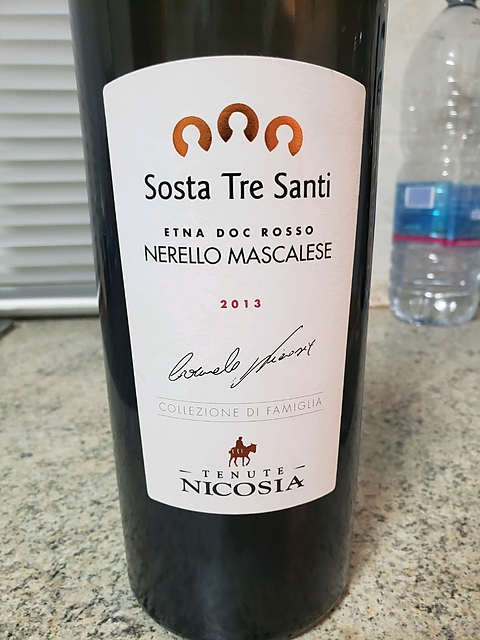 Sosta Tre Santi
ETNA DOC ROSSO
NERELLO MASCALESE
2013
COLLEZIONE DI FAMIGLIA
TENUTE
NICOSIA